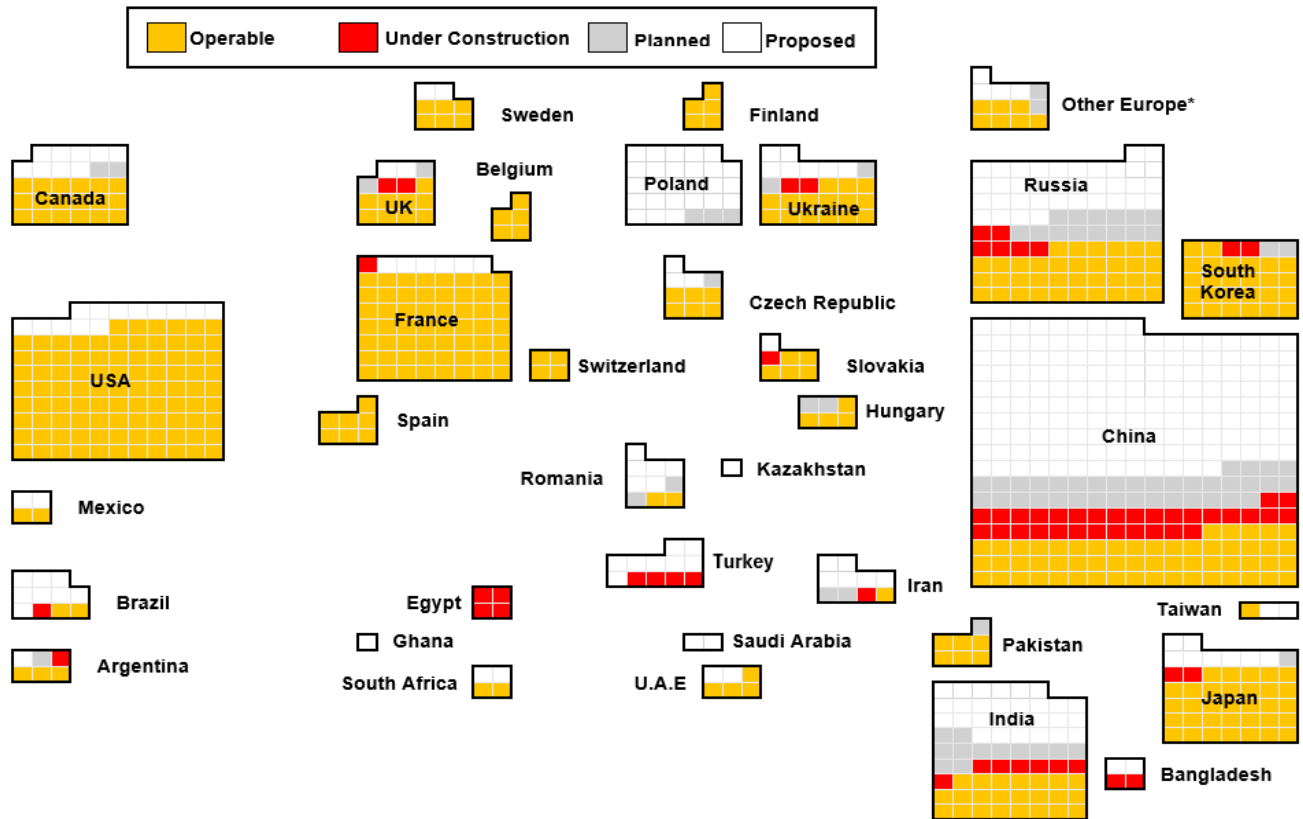 Operable
Under Construction
Planned
Proposed
Sweden
Finland
Other Europe*
Canada
Belgium
UK
Poland
Ukraine
Russia
South
Korea
France
Czech Republic
USA
Switzerland
Slovakia
Spain
Hungary
China
Romania
Kazakhstan
Mexico
Turkey
Iran
Brazil
Egypt
Taiwan
Ghana
Saudi Arabia
Pakistan
Argentina
South Africa
U.A.E
Japan
India
Bangladesh